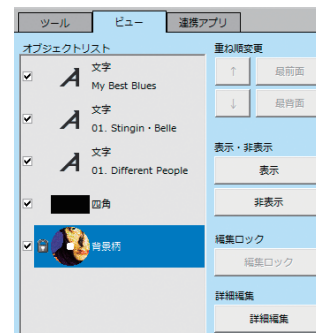 ツール ビュー 連携アプリ
オブジェクトリスト
文字
My Best Blues
文字
01. Stingin・Belle
文字
01. Different People
四角
背景柄
重ね順変更
↑ 最前面
↓ 最背面
表示・非表示
表示
非表示
編集ロック
編集ロック
詳細編集
詳細編集